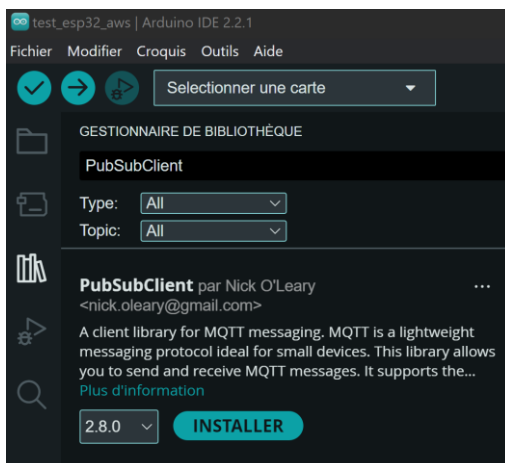 test_esp32_aws | Arduino IDE 2.2.1
Fichier Modifier Croquis Outils Aide
Selectionner une carte
GESTIONNAIRE DE BIBLIOTHÈQUE
PubSubClient
Type: All
Topic: All
PubSubClient par Nick O'Leary
<nick.oleary@gmail.com>
A client library for MQTT messaging. MQTT is a lightweight
messaging protocol ideal for small devices. This library allows
you to send and receive MQTT messages. It supports the...
Plus d'information
2.8.0 INSTALLER